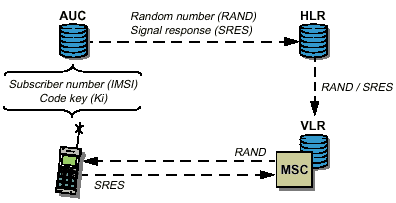 AUC
Random number (RAND)
Signal response (SRES)
HLR
Subscriber number (IMSI)
Code key (Ki)
RAND / SRES
VLR
RAND
MSC
SRES